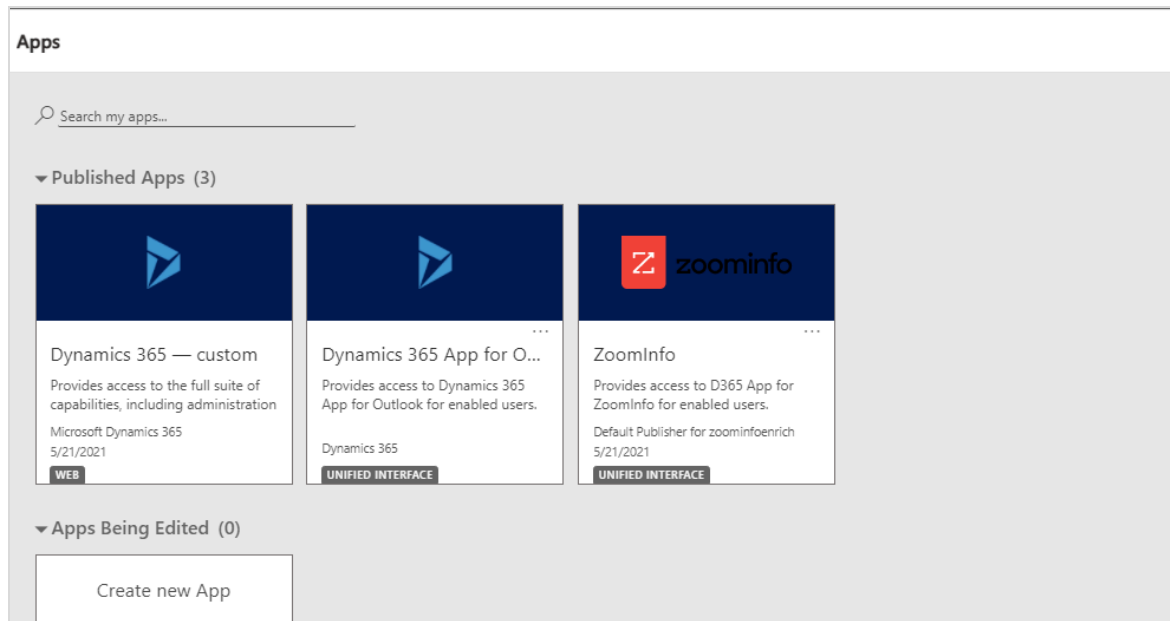 Apps
Search my apps...
Published Apps (3)
zoominfo
Dynamics 365 — custom
Provides access to the full suite of
capabilities, including administration
Microsoft Dynamics 365
5/21/2021
WEB
...
Dynamics 365 App for O...
Provides access to Dynamics 365
App for Outlook for enabled users.
Dynamics 365
UNIFIED INTERFACE
...
ZoomInfo
Provides access to D365 App for
ZoomInfo for enabled users.
Default Publisher for zoominfoenrich
5/21/2021
UNIFIED INTERFACE
Apps Being Edited (0)
Create new App